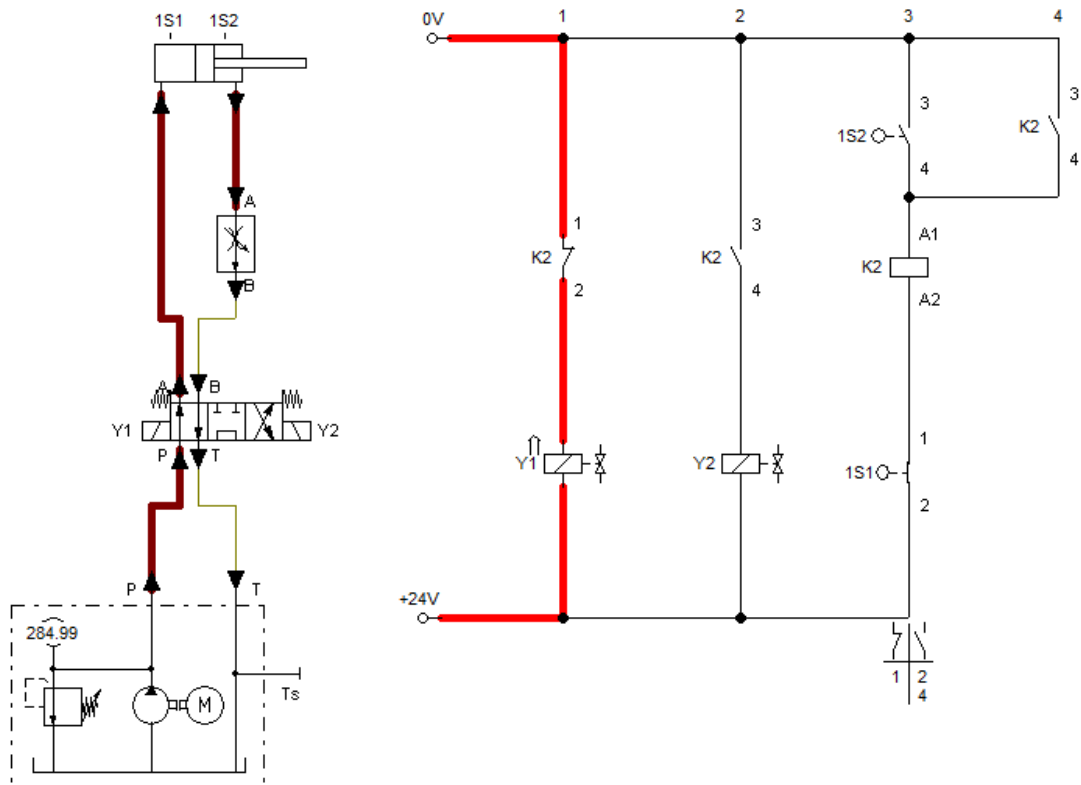 1S1 1S2
0V 1 2 3 4
3 3
1S2 K2
4 4
A
1 3 A1
K2 K2 K2
B
2 4 A2
A B
Y1 Y2
P T
1
Y1 Y2 1S1
2
P T
+24V
284.99
Ts
M
1 2
4